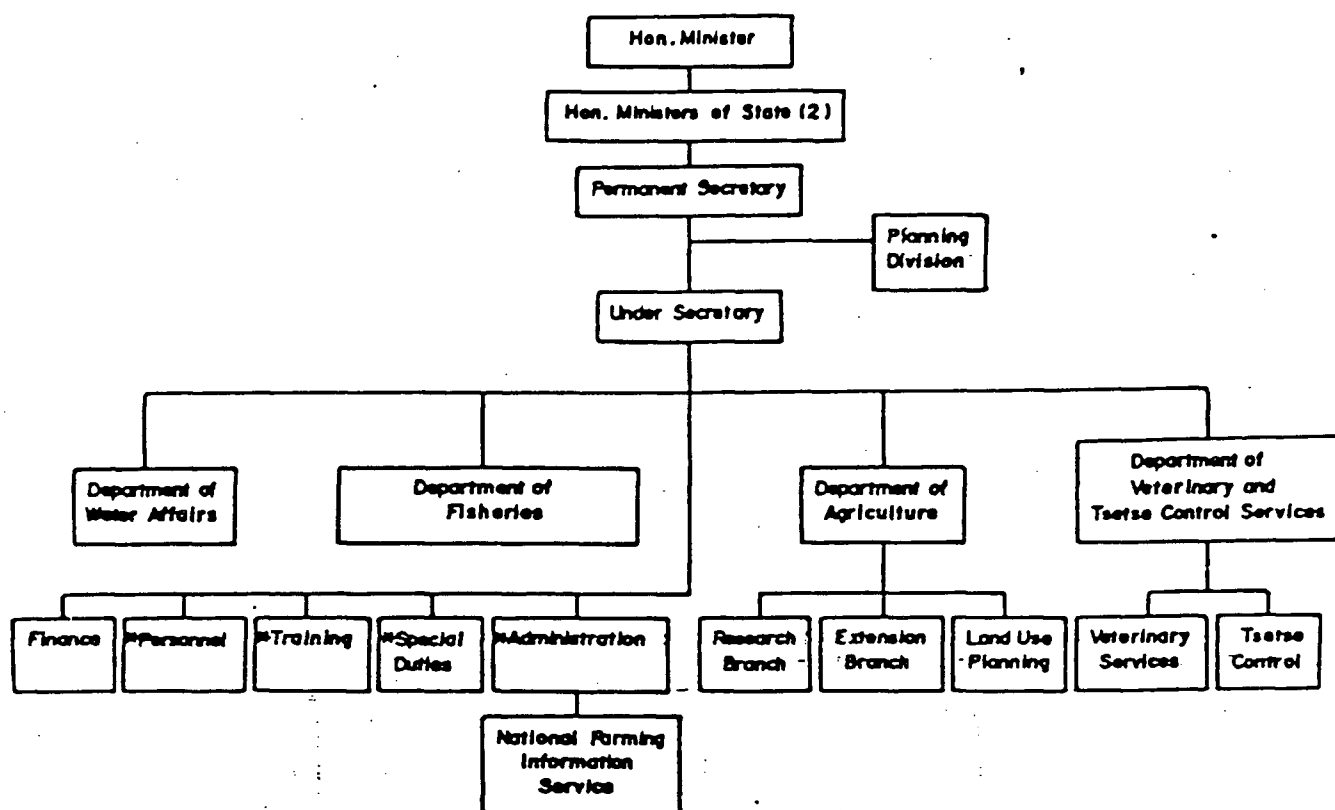 Hon. Minister
Hon. Ministers of State (2)
Permanent Secretary
Planning
Division
Under Secretary
Department of
Water Affairs
Department of
Fisheries
Department of
Agriculture
Department of
Veterinary and
Tsetse Control Services
Finance
*Personnel
*Training
*Special
Duties
*Administration
Research
Branch
Extension
Branch
Land Use
Planning
Veterinary
Services
Tsetse
Control
National Farming
Information
Service